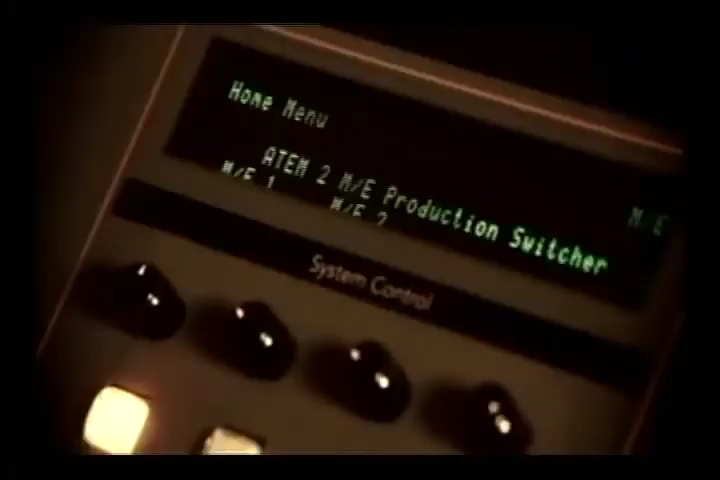 Home Menu
ATEM 2 M/E Production Switcher
M/E 1 M/E 2 M/E
System Control